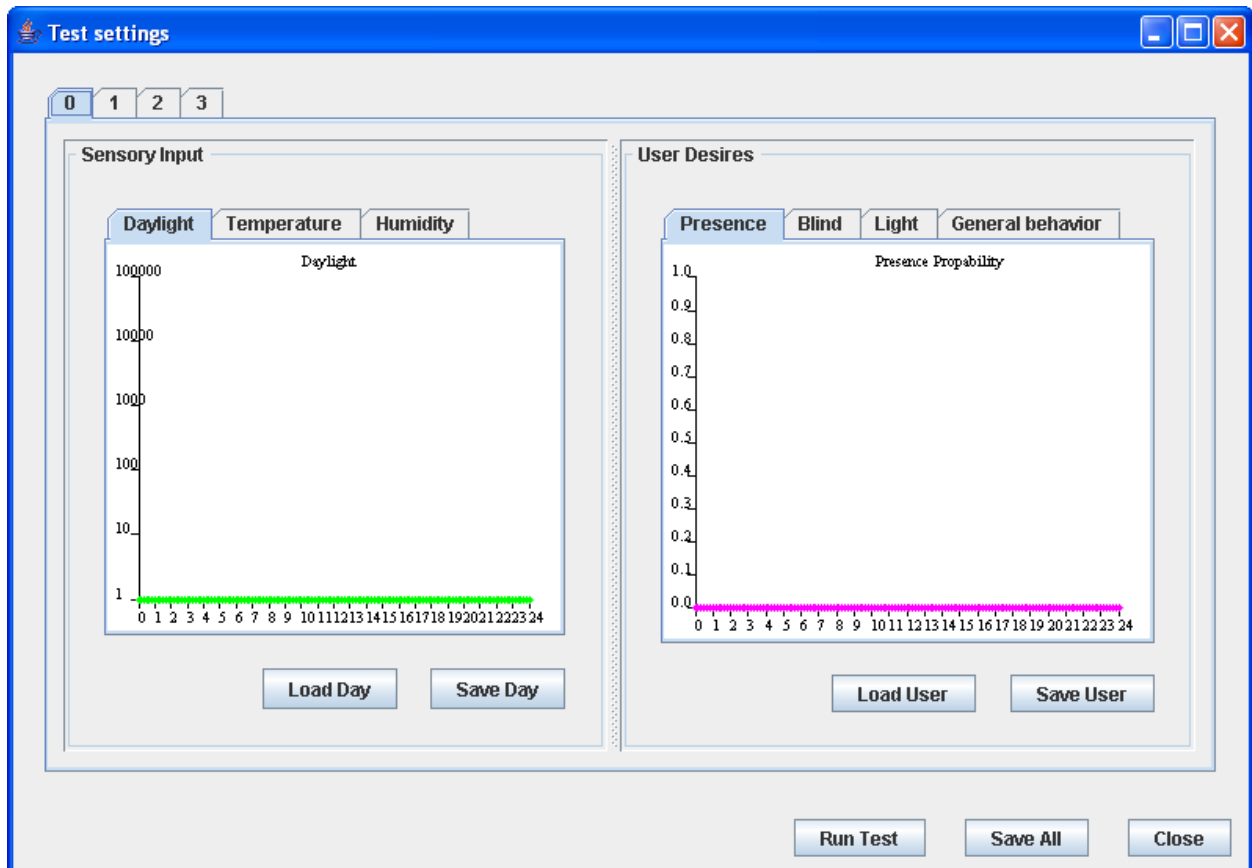 Test settings
0 1 2 3
Sensory Input
Daylight Temperature Humidity
Daylight
100000
10000
1000
100
10
1
0 1 2 3 4 5 6 7 8 9 10 11 12 13 14 15 16 17 18 19 20 21 22 23 24
Load Day Save Day
User Desires
Presence Blind Light General behavior
Presence Propability
1.0
0.9
0.8
0.7
0.6
0.5
0.4
0.3
0.2
0.1
0.0
0 1 2 3 4 5 6 7 8 9 10 11 12 13 14 15 16 17 18 19 20 21 22 23 24
Load User Save User
Run Test Save All Close